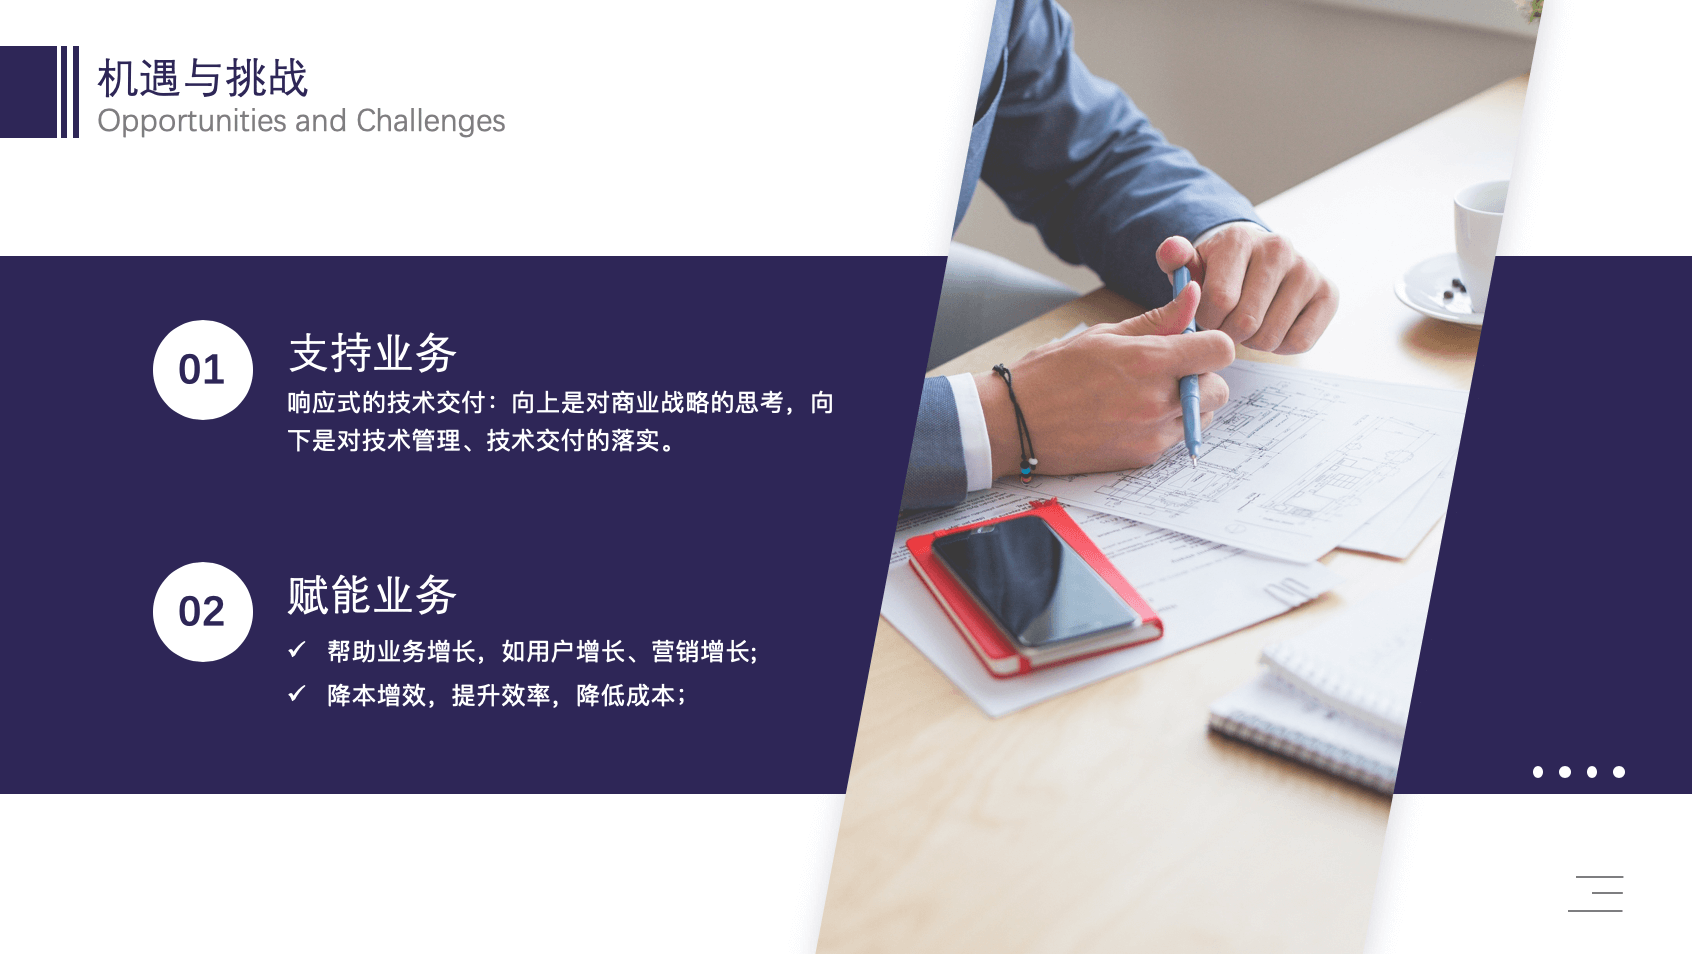 机遇与挑战
Opportunities and Challenges
01
支持业务
响应式的技术交付：向上是对商业战略的思考，向
下是对技术管理、技术交付的落实。
02
赋能业务
✓ 帮助业务增长，如用户增长、营销增长;
✓ 降本增效，提升效率，降低成本；